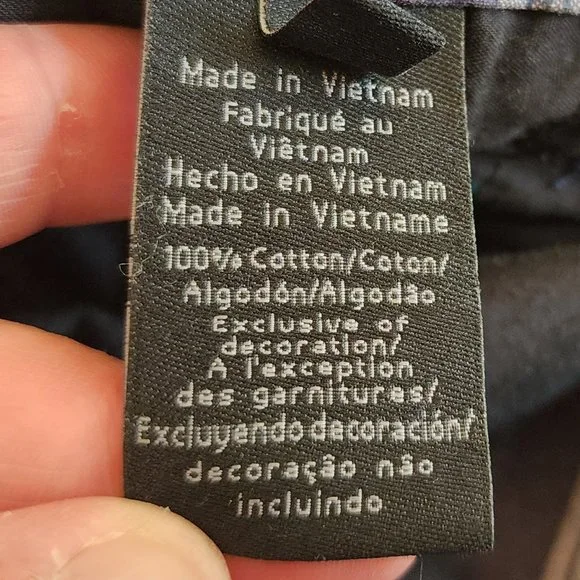 Made in Vietnam
Fabriqué au
Viêtnam
Hecho en Vietnam
Made in Vietname
100% Cotton/Coton/
Algodón/Algodão
Exclusive of
decoration/
A l'exception
des garnitures/
Excluyendo decoración/
decoração não
incluindo